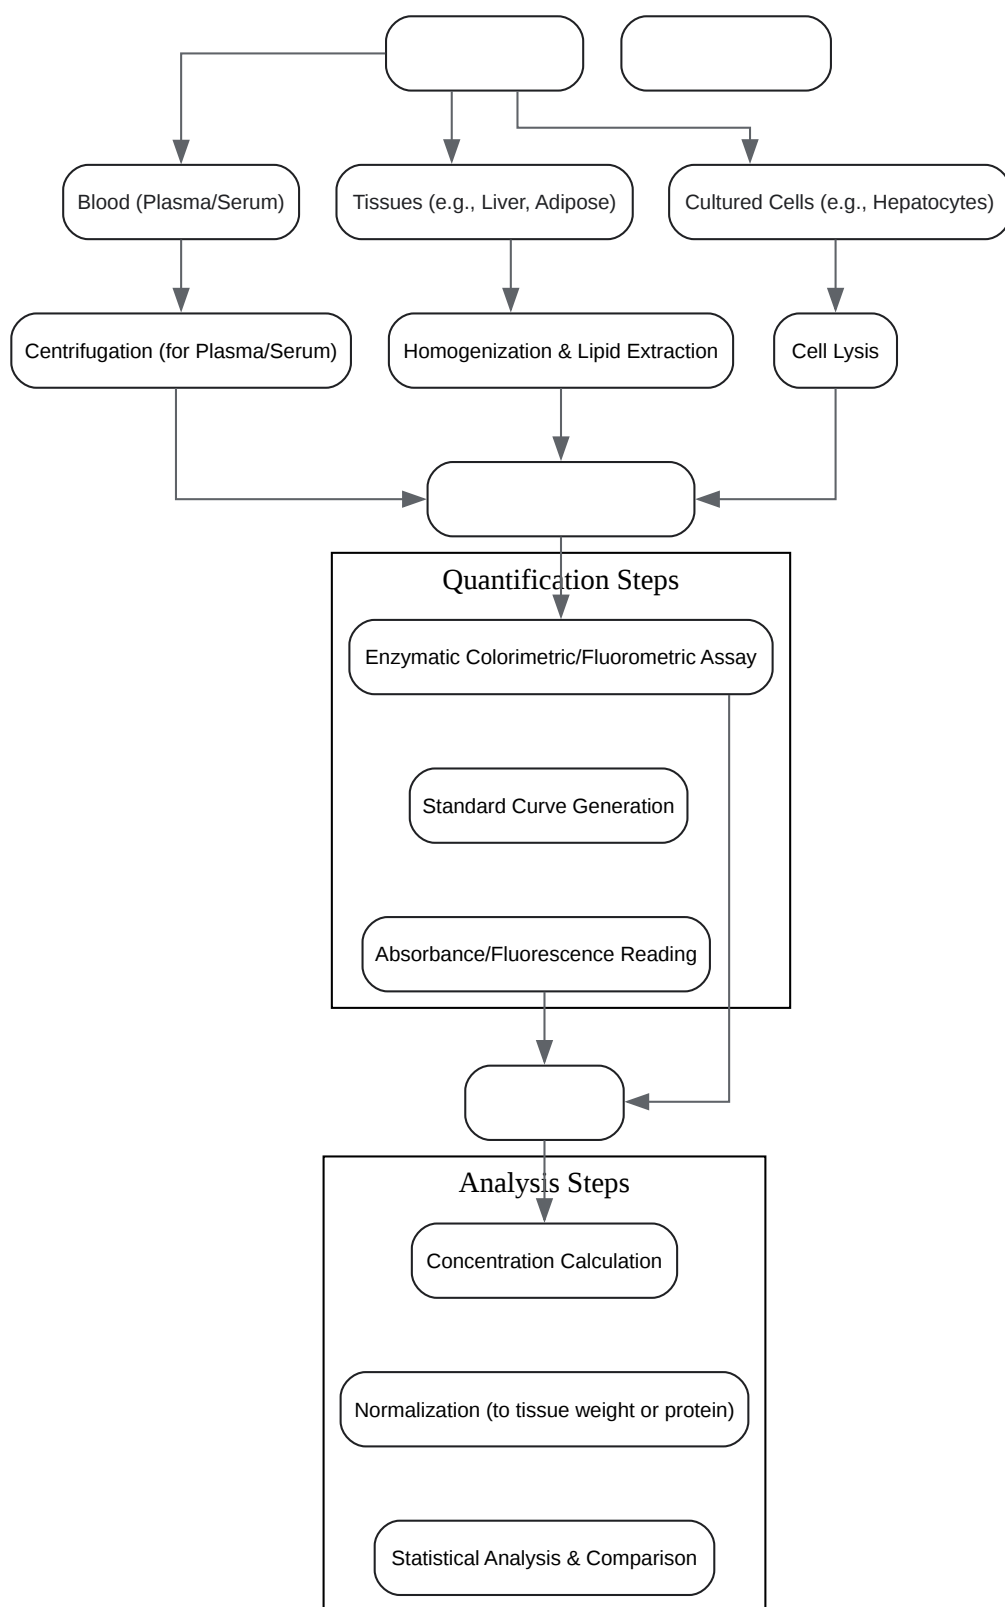 Blood (Plasma/Serum)
Tissues (e.g., Liver, Adipose)
Cultured Cells (e.g., Hepatocytes)
Centrifugation (for Plasma/Serum)
Homogenization & Lipid Extraction
Cell Lysis
Quantification Steps
Enzymatic Colorimetric/Fluorometric Assay
Standard Curve Generation
Absorbance/Fluorescence Reading
Analysis Steps
Concentration Calculation
Normalization (to tissue weight or protein)
Statistical Analysis & Comparison